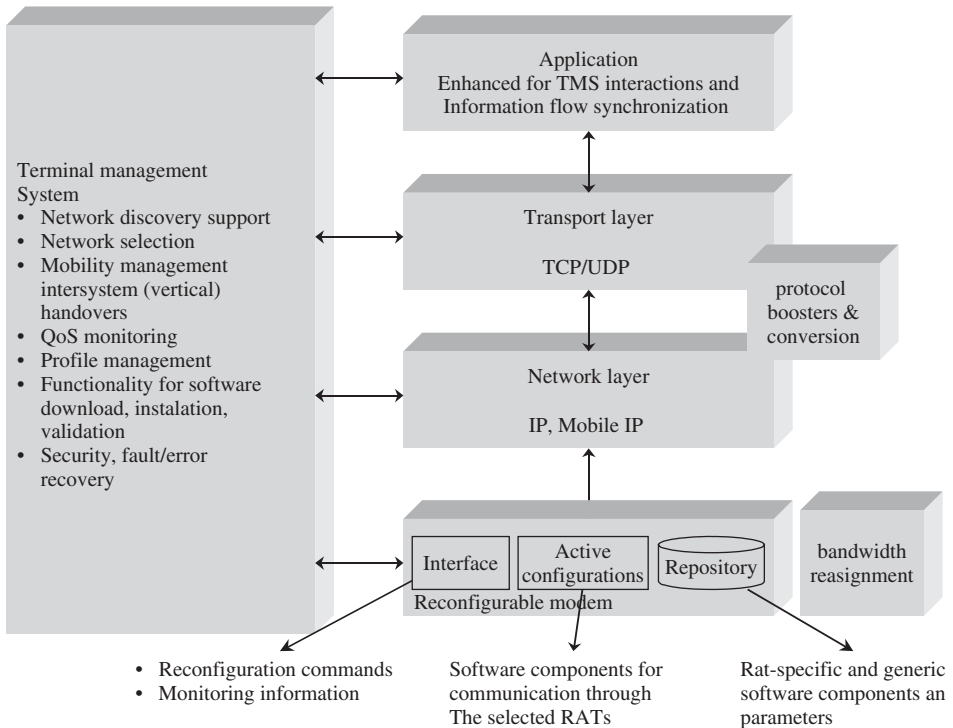 Terminal management
System
• Network discovery support
• Network selection
• Mobility management
intersystem (vertical)
handovers
• QoS monitoring
• Profile management
• Functionality for software
download, instalation,
validation
• Security, fault/error
recovery
Application
Enhanced for TMS interactions and
Information flow synchronization
Transport layer
TCP/UDP
protocol
boosters &
conversion
Network layer
IP, Mobile IP
Interface
Active
configurations
Repository
Reconfigurable modem
bandwidth
reasignment
• Reconfiguration commands
• Monitoring information
Software components for
communication through
The selected RATs
Rat-specific and generic
software components an
parameters